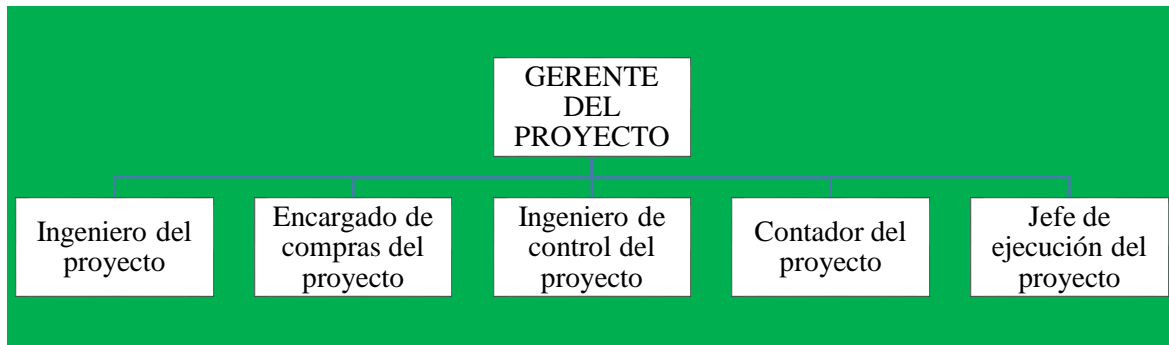 GERENTE
DEL
PROYECTO
Ingeniero del
proyecto
Encargado de
compras del
proyecto
Ingeniero de
control del
proyecto
Contador del
proyecto
Jefe de
ejecución del
proyecto